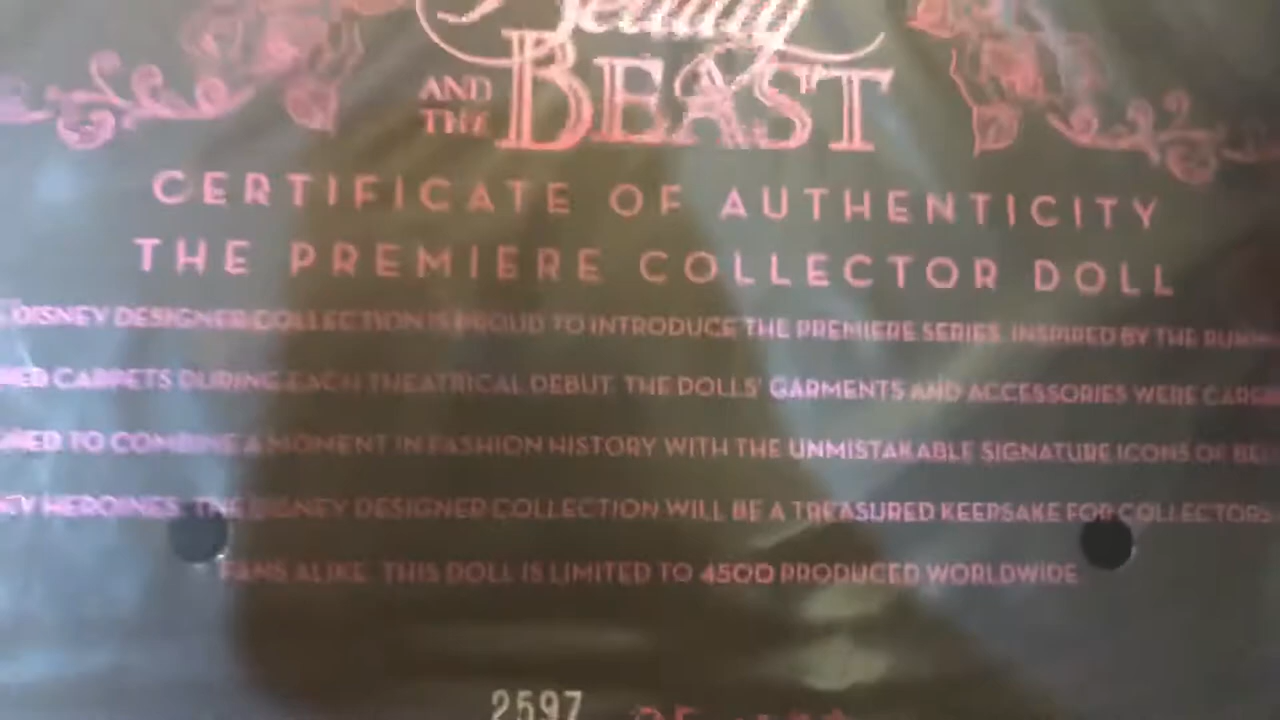 Beauty
AND THE BEAST
CERTIFICATE OF AUTHENTICITY
THE PREMIERE COLLECTOR DOLL
DISNEY DESIGNER COLLECTION IS PROUD TO INTRODUCE THE PREMIERE SERIES. INSPIRED BY THE
CARPETS DURING EACH THEATRICAL DEBUT, THE DOLLS' GARMENTS AND ACCESSORIES WERE
TO COMBINE A MOMENT IN FASHION HISTORY WITH THE UNMISTAKABLE SIGNATURE ICONS OF
HEROINES. THE DISNEY DESIGNER COLLECTION WILL BE A TREASURED KEEPSAKE FOR COLLECTORS
FANS ALIKE. THIS DOLL IS LIMITED TO 4500 PRODUCED WORLDWIDE.
2597